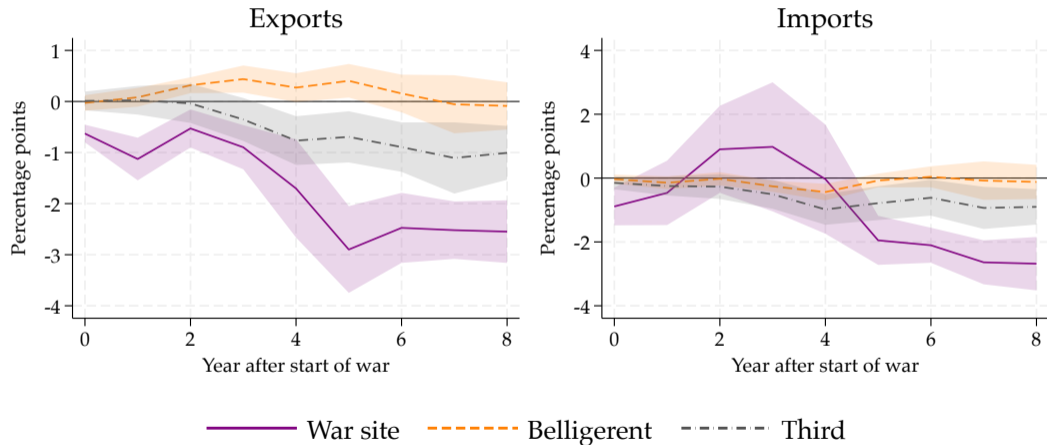 Exports
Imports
Percentage points
1
0
-1
-2
-3
-4
0
2
4
6
8
Year after start of war
Percentage points
4
2
0
-2
-4
0
2
4
6
8
Year after start of war
War site
Belligerent
Third